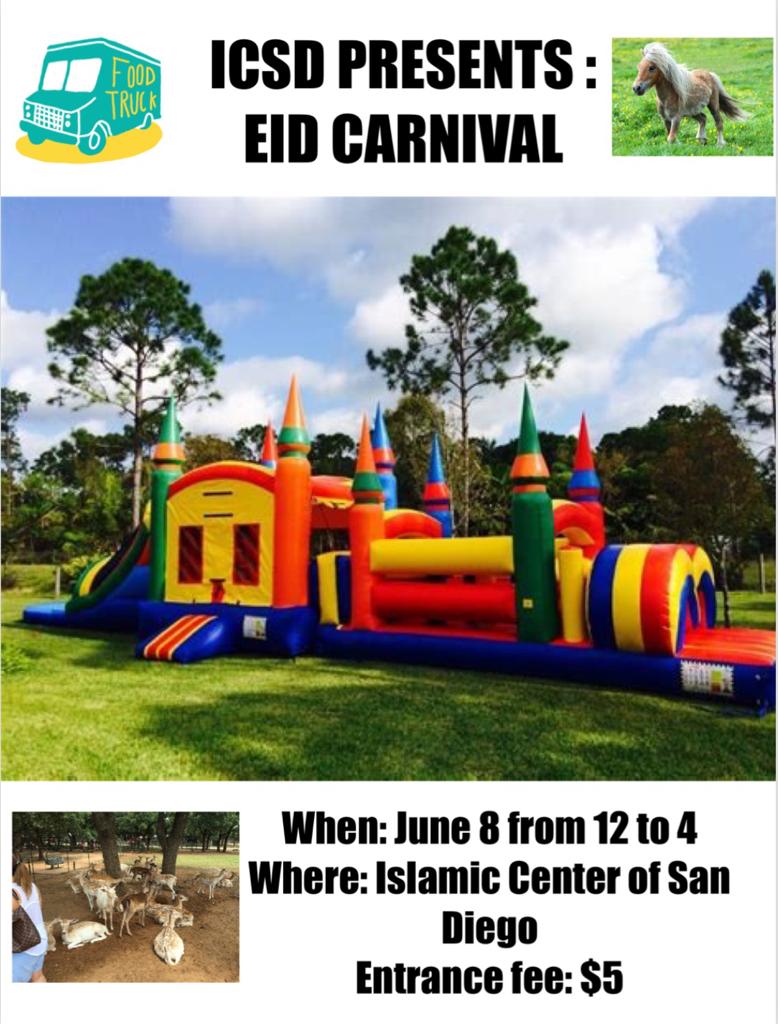 FOOD
TRUCK
ICSD PRESENTS :
EID CARNIVAL
When: June 8 from 12 to 4
Where: Islamic Center of San
Diego
Entrance fee: $5